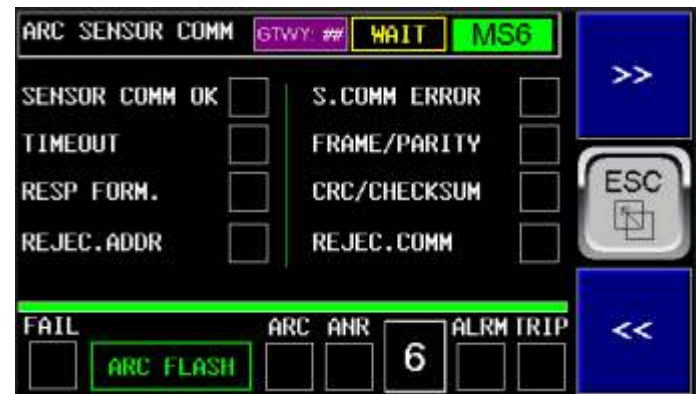 ARC SENSOR COMM GTWY: ## WAIT MS6
>>
SENSOR COMM OK S.COMM ERROR
TIMEOUT FRAME/PARITY
RESP FORM. CRC/CHECKSUM
ESC
REJEC.ADDR REJEC.COMM
FAIL ARC ANR ALRM TRIP
<<
ARC FLASH 6